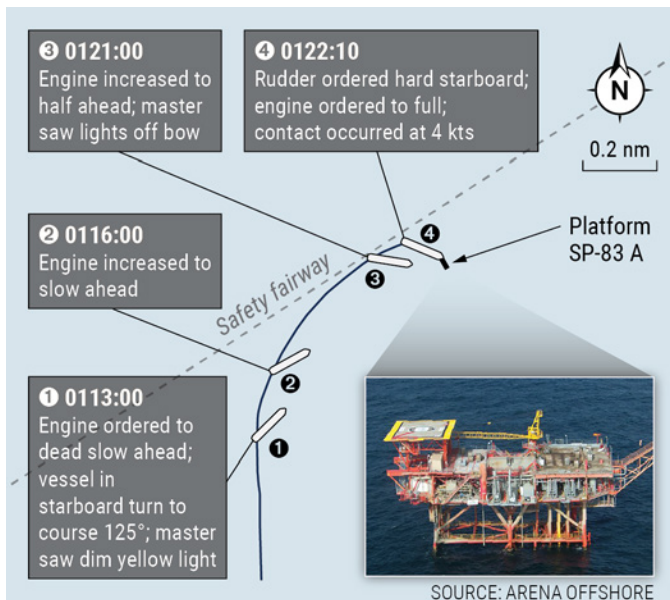 ❸ 0121:00
Engine increased to
half ahead; master
saw lights off bow
❹ 0122:10
Rudder ordered hard starboard;
engine ordered to full;
contact occurred at 4 kts
N
0.2 nm
❷ 0116:00
Engine increased to
slow ahead
Platform
SP-83 A
Safety fairway
❹
❸
❷
❶
❶ 0113:00
Engine ordered to
dead slow ahead;
vessel in
starboard turn to
course 125°; master
saw dim yellow light
SOURCE: ARENA OFFSHORE